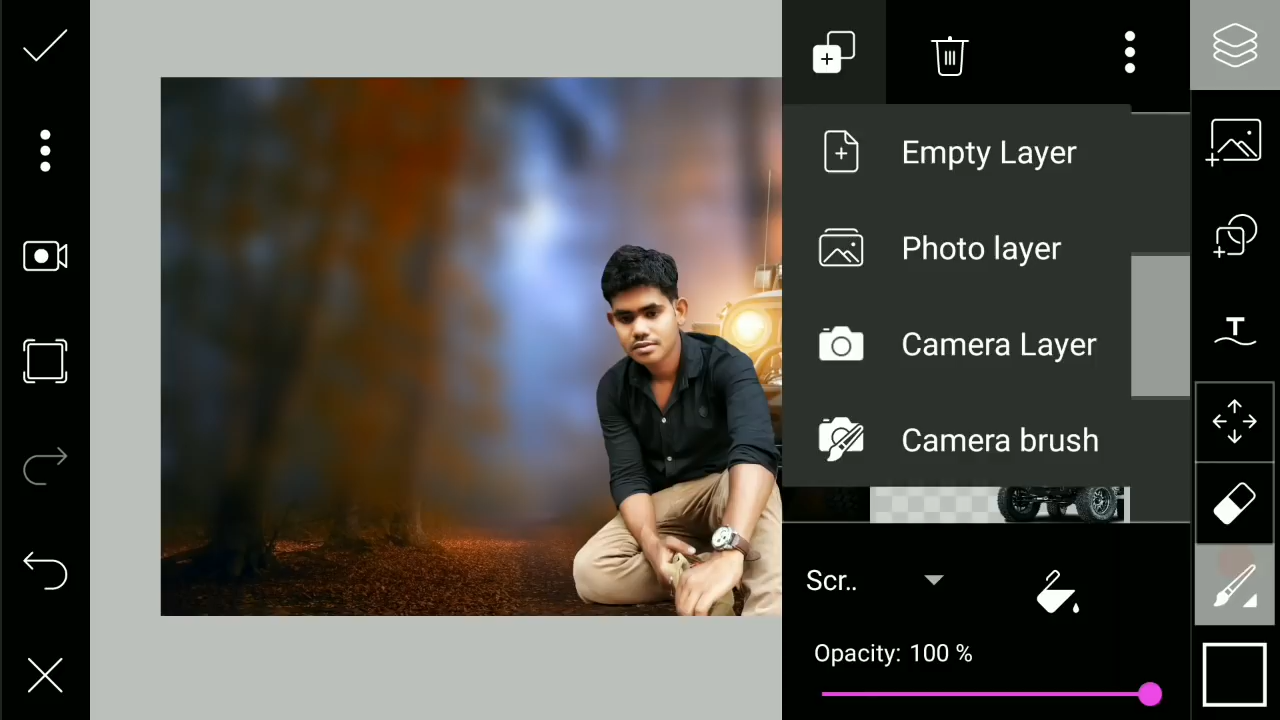 Empty Layer
Photo layer
Camera Layer
Camera brush
T
Scr..
Opacity: 100 %